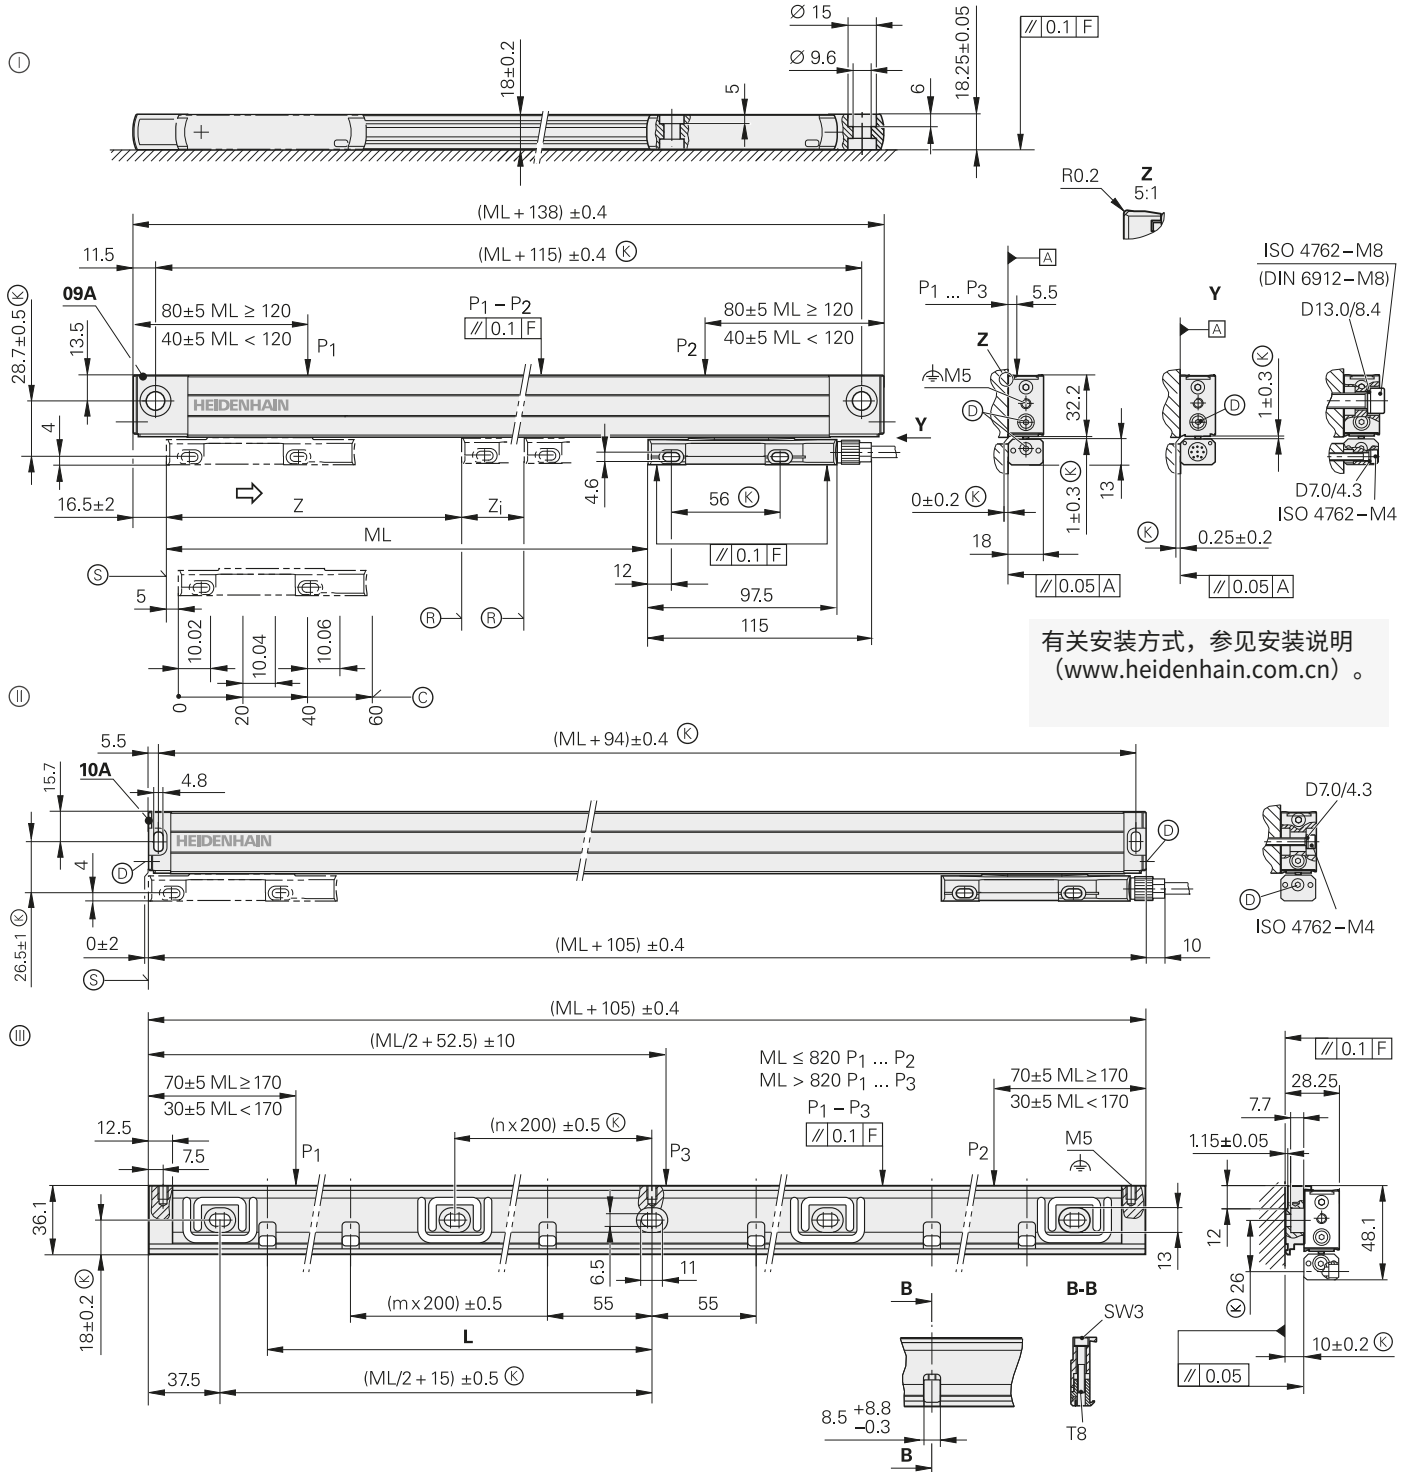 Ⓘ
Ø 15
Ø 9.6
18±0.2
5
6
18.25±0.05
// 0.1 F
R0.2
Z
5:1
(ML + 138) ±0.4
11.5
(ML + 115) ±0.4 Ⓚ
09A
28.7±0.5 Ⓚ
13.5
80±5 ML ≥ 120
40±5 ML < 120
P1
P1 – P2
// 0.1 F
80±5 ML ≥ 120
40±5 ML < 120
P2
HEIDENHAIN
4
Y
4.6
56 Ⓚ
16.5±2
Z
Zi
ML
// 0.1 F
12
97.5
115
Ⓢ
5
Ⓡ
Ⓡ
10.02
10.04
10.06
0
20
40
60
Ⓒ
A
P1 ... P3
5.5
Z
M5
Ⓓ
32.2
0±0.2 Ⓚ
1±0.3 Ⓚ
13
18
// 0.05 A
Y
A
1±0.3 Ⓚ
Ⓓ
Ⓚ
0.25±0.2
// 0.05 A
ISO 4762–M8
(DIN 6912–M8)
D13.0/8.4
D7.0/4.3
ISO 4762–M4
有关安装方式，参见安装说明
（www.heidenhain.com.cn）。
Ⓘ Ⓘ
5.5
(ML + 94)±0.4 Ⓚ
10A
15.7
4.8
HEIDENHAIN
Ⓓ
4
26.5±1 Ⓚ
Ⓓ
0±2
(ML + 105) ±0.4
10
Ⓢ
D7.0/4.3
Ⓓ
ISO 4762–M4
Ⓘ Ⓘ Ⓘ
(ML + 105) ±0.4
(ML/2 + 52.5) ±10
ML ≤ 820 P1 ... P2
ML > 820 P1 ... P3
70±5 ML ≥ 170
30±5 ML < 170
70±5 ML ≥ 170
30±5 ML < 170
12.5
7.5
P1
(n x 200) ±0.5 Ⓚ
P3
P1 – P3
// 0.1 F
P2
M5
36.1
18±0.2 Ⓚ
6.5
11
13
(m x 200) ±0.5
55
55
L
37.5
(ML/2 + 15) ±0.5 Ⓚ
B
B-B
SW3
8.5 +8.8 –0.3
B
T8
// 0.1 F
28.25
7.7
1.15±0.05
12
Ⓚ 26
48.1
10±0.2 Ⓚ
// 0.05